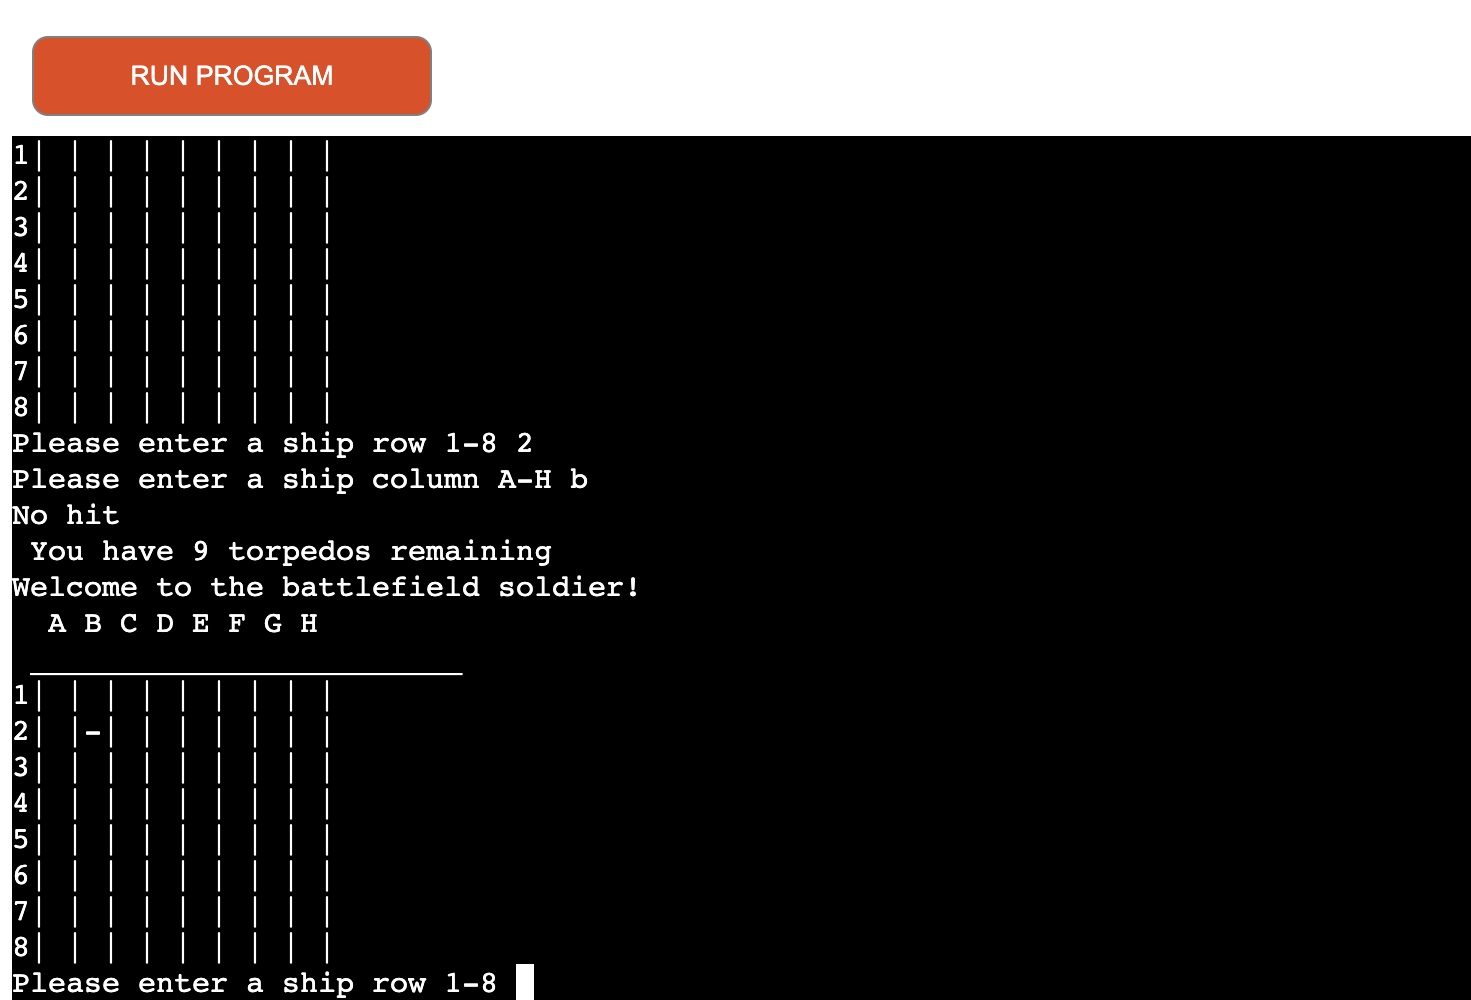 RUN PROGRAM
1| | | | | | | | |
2| | | | | | | | |
3| | | | | | | | |
4| | | | | | | | |
5| | | | | | | | |
6| | | | | | | | |
7| | | | | | | | |
8| | | | | | | | |
Please enter a ship row 1-8 2
Please enter a ship column A-H b
No hit
 You have 9 torpedos remaining
Welcome to the battlefield soldier!
  A B C D E F G H
 ________________________
1| | | | | | | | |
2| |-| | | | | | |
3| | | | | | | | |
4| | | | | | | | |
5| | | | | | | | |
6| | | | | | | | |
7| | | | | | | | |
8| | | | | | | | |
Please enter a ship row 1-8